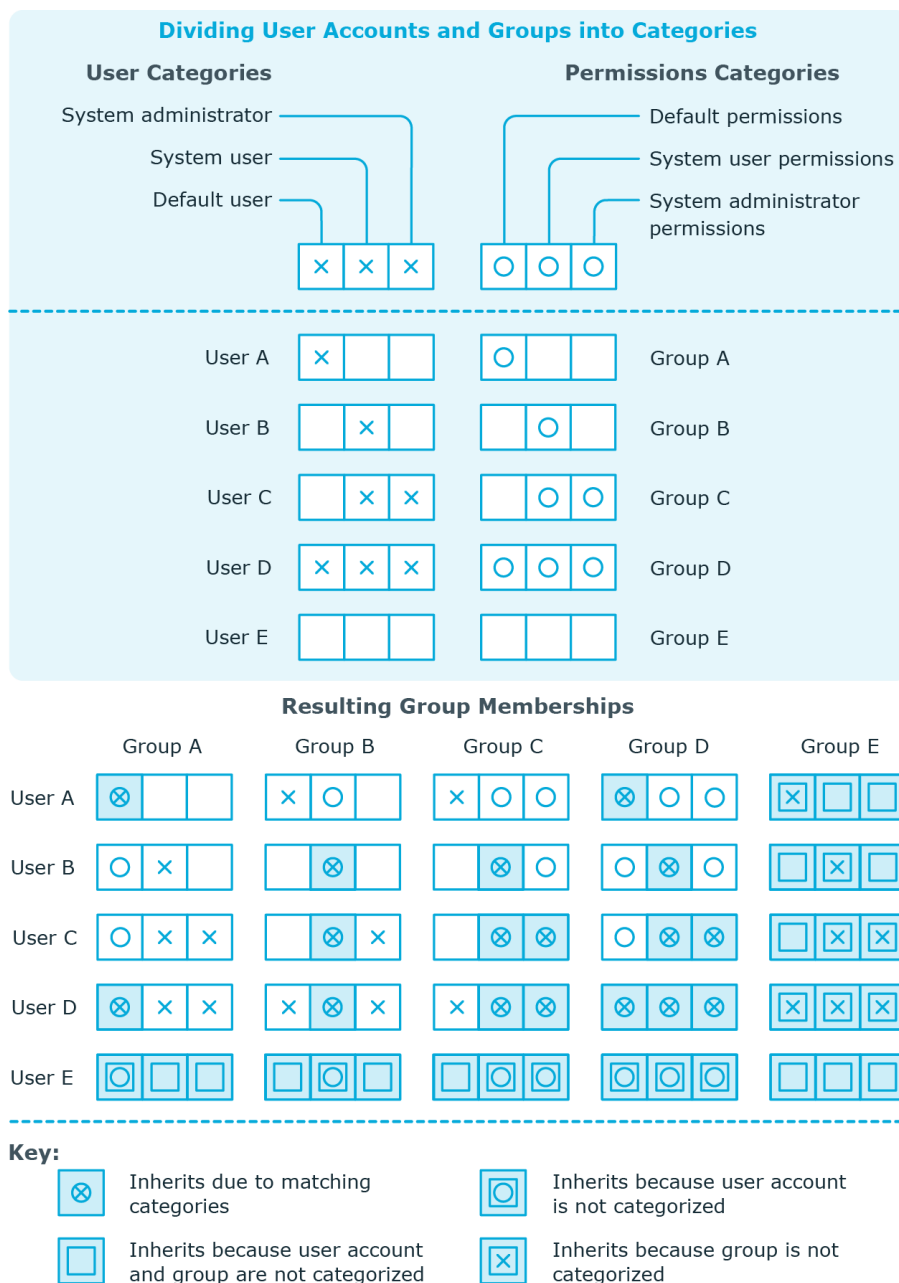 Dividing User Accounts and Groups into Categories
User Categories
Permissions Categories
System administrator
System user
Default user
Default permissions
System user permissions
System administrator
permissions
User A
Group A
User B
Group B
User C
Group C
User D
Group D
User E
Group E
Resulting Group Memberships
Group A
Group B
Group C
Group D
Group E
User A
User B
User C
User D
User E
Key:
Inherits due to matching
categories
Inherits because user account
is not categorized
Inherits because user account
and group are not categorized
Inherits because group is not
categorized